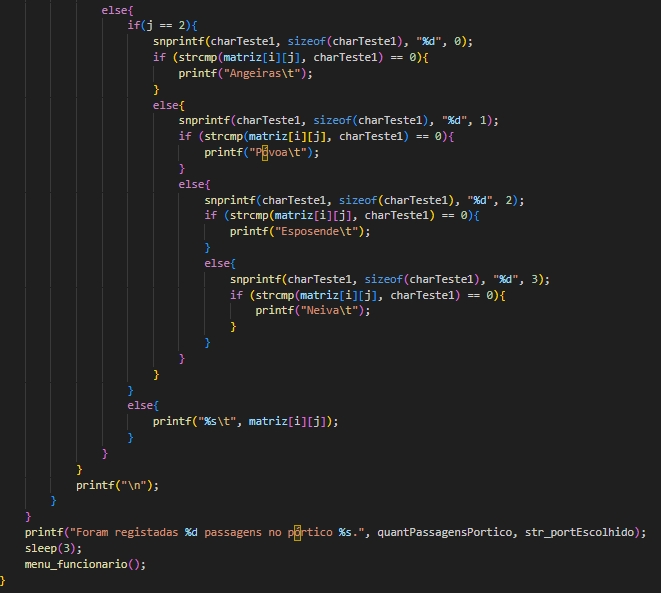 else{
if(j == 2){
snprintf(charTeste1, sizeof(charTeste1), "%d", 0);
if (strcmp(matriz[i][j], charTeste1) == 0){
printf("Angeiras\t");
}
else{
snprintf(charTeste1, sizeof(charTeste1), "%d", 1);
if (strcmp(matriz[i][j], charTeste1) == 0){
printf("Póvoa\t");
}
else{
snprintf(charTeste1, sizeof(charTeste1), "%d", 2);
if (strcmp(matriz[i][j], charTeste1) == 0){
printf("Esposende\t");
}
else{
snprintf(charTeste1, sizeof(charTeste1), "%d", 3);
if (strcmp(matriz[i][j], charTeste1) == 0){
printf("Neiva\t");
}
}
}
}
}
else{
printf("%s\t", matriz[i][j]);
}
}
}
printf("\n");
}
}
printf("Foram registadas %d passagens no pórtico %s.", quantPassagensPortico, str_portEscolhido);
sleep(3);
menu_funcionario();
}